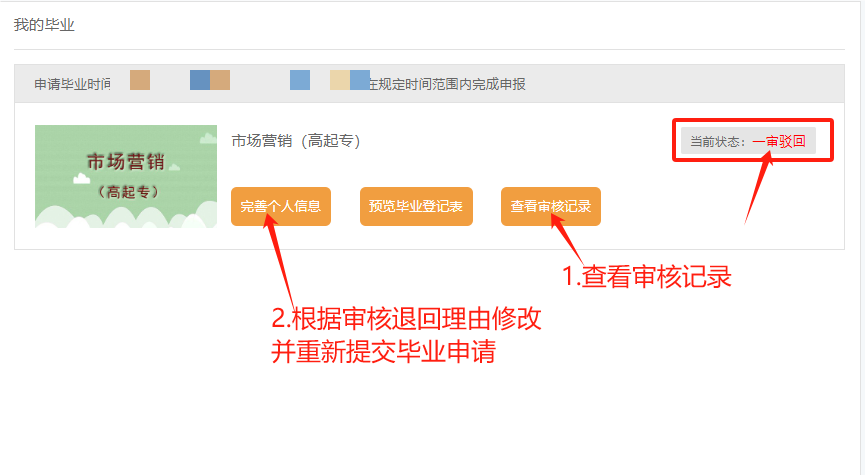 我的毕业
申请毕业时间
在规定时间范围内完成申报
市场营销
（高起专）
市场营销（高起专）
当前状态：一审驳回
完善个人信息
预览毕业登记表
查看审核记录
1.查看审核记录
2.根据审核退回理由修改
并重新提交毕业申请